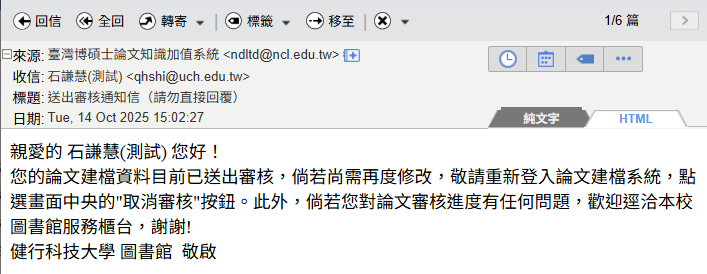 回信 全回 轉寄 標籤 移至 1/6 篇
來源: 臺灣博碩士論文知識加值系統 <ndltd@ncl.edu.tw>
收信: 石謙慧(測試) <qhshi@uch.edu.tw>
標題: 送出審核通知信（請勿直接回覆）
日期: Tue, 14 Oct 2025 15:02:27
純文字 HTML
親愛的 石謙慧(測試) 您好！
您的論文建檔資料目前已送出審核，倘若尚需再度修改，敬請重新登入論文建檔系統，點
選畫面中央的"取消審核"按鈕。此外，倘若您對論文審核進度有任何問題，歡迎逕洽本校
圖書館服務櫃台，謝謝!
健行科技大學 圖書館 敬啟